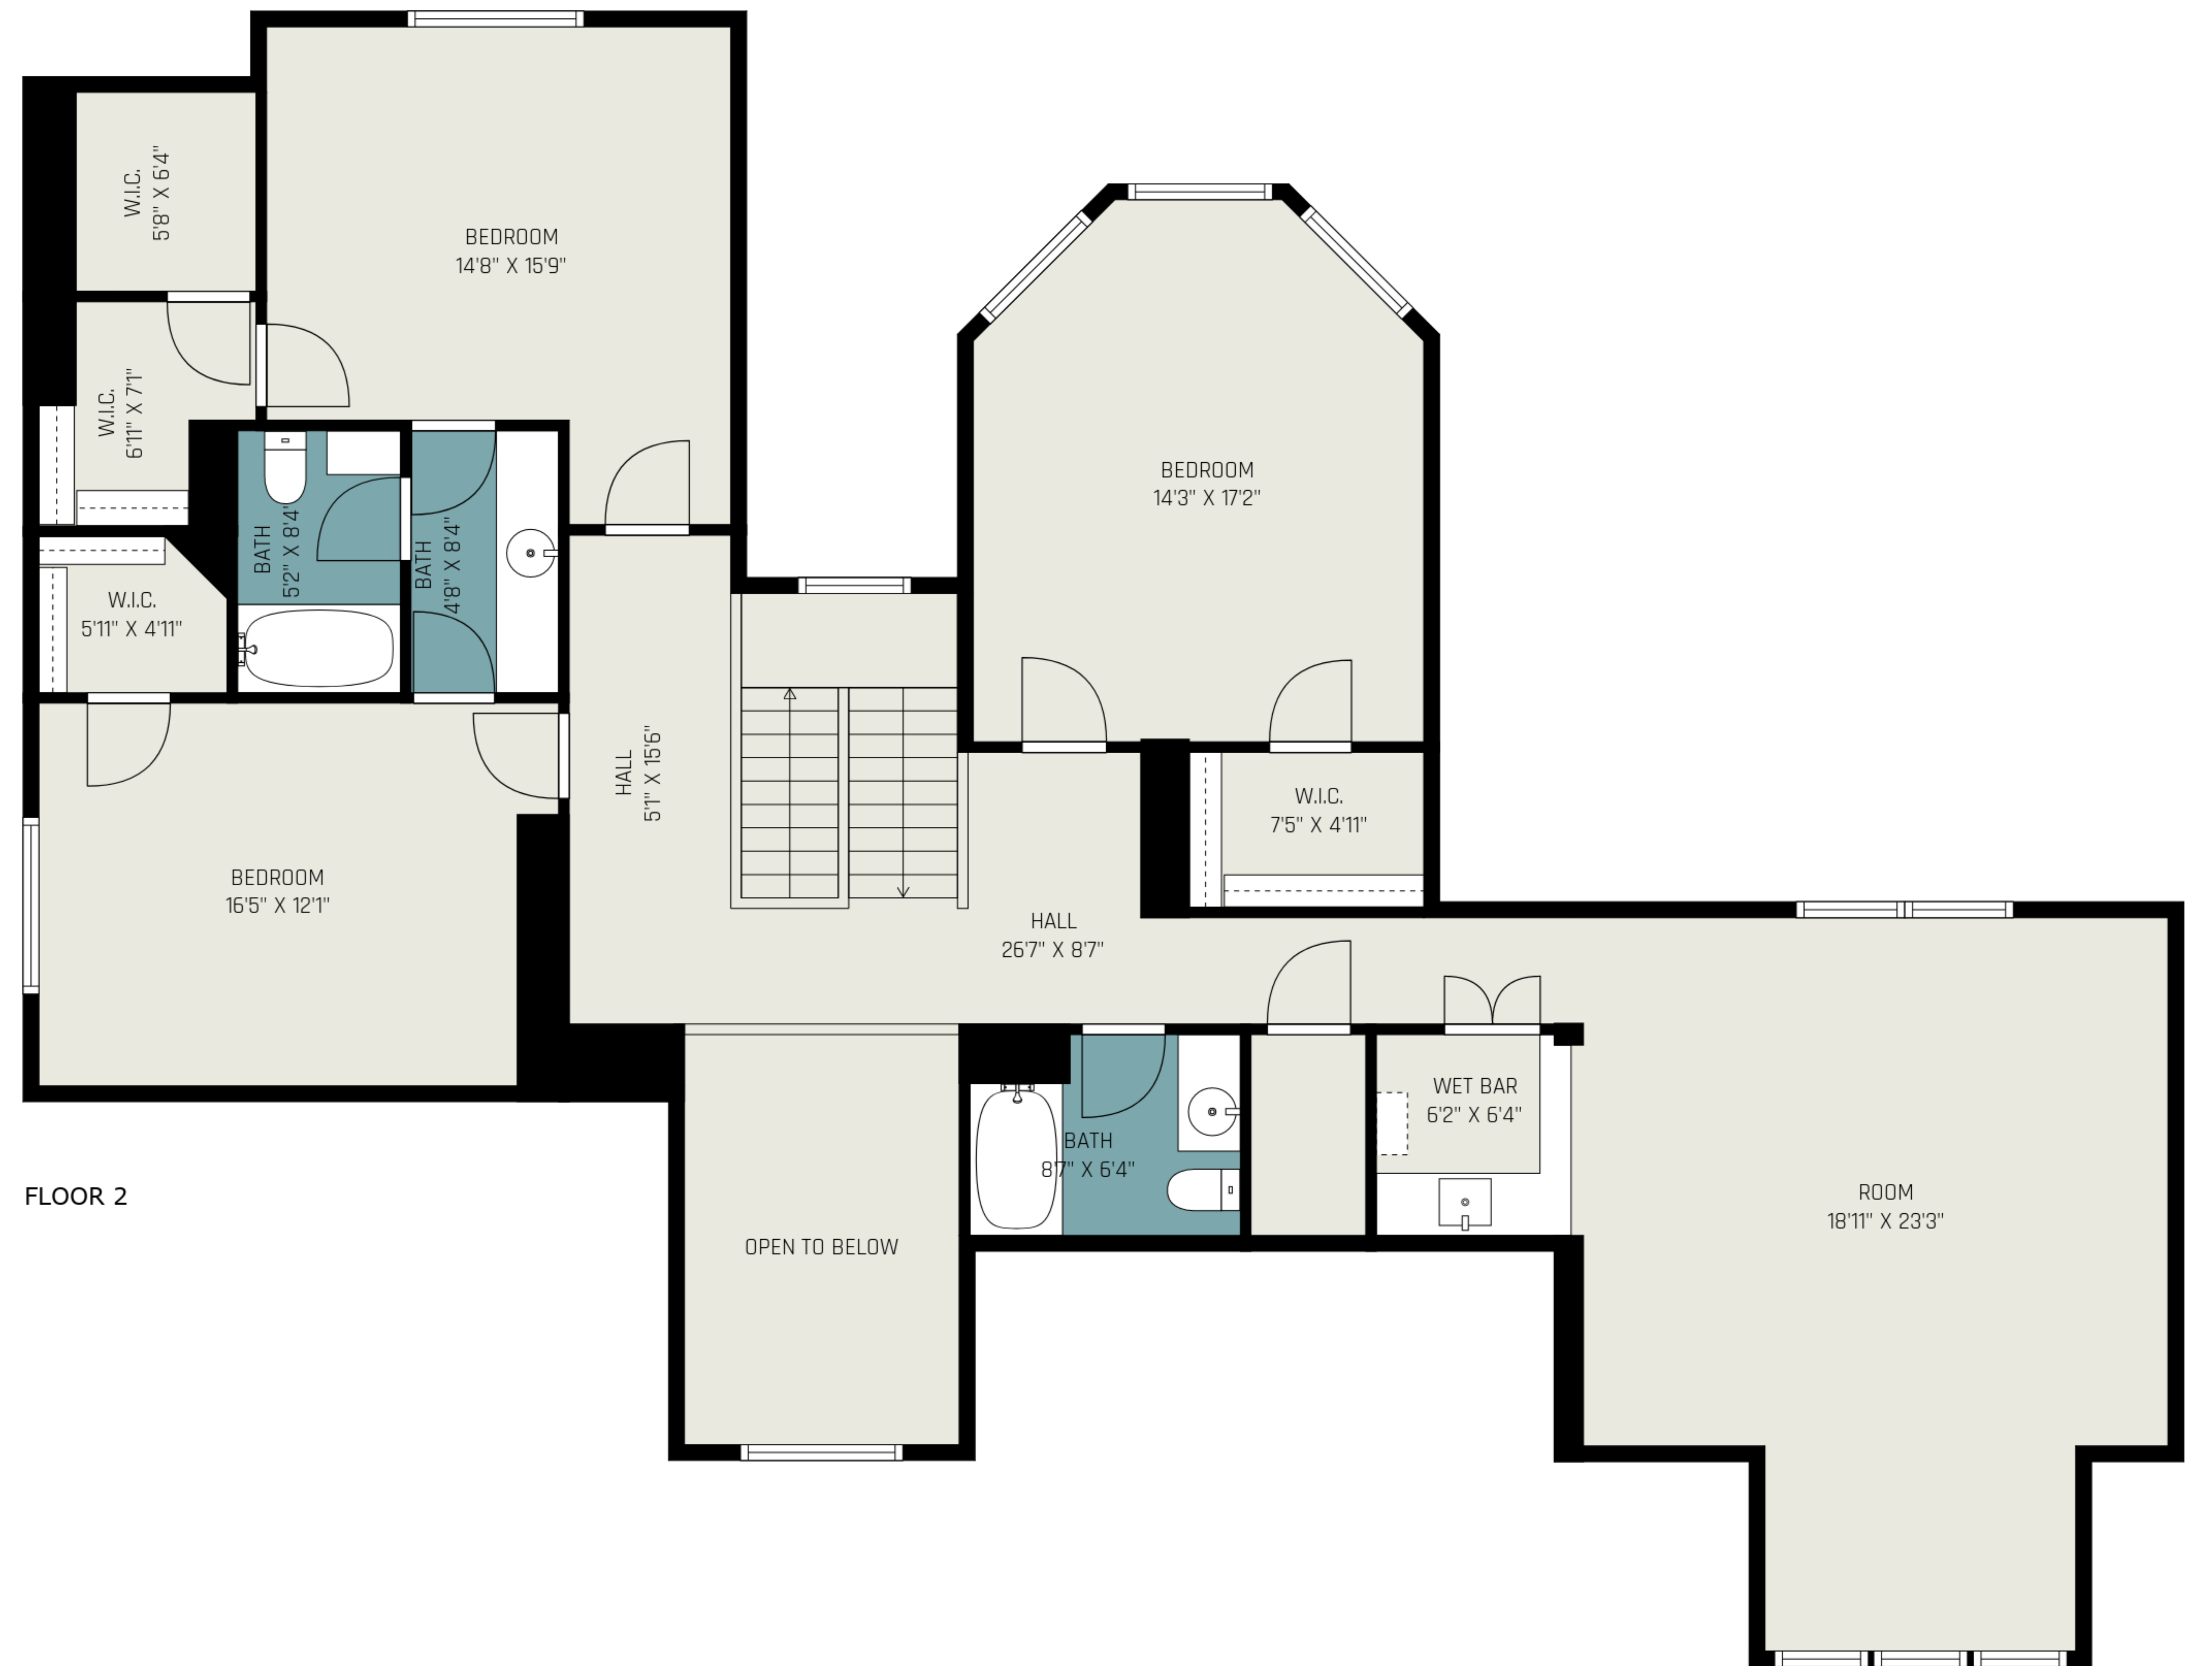 W.I.C.
5'8" X 6'4"
BEDROOM
14'8" X 15'9"
W.I.C.
6'11" X 7'1"
BEDROOM
14'3" X 17'2"
BATH
5'2" X 8'4"
BATH
4'8" X 8'4"
W.I.C.
5'11" X 4'11"
HALL
5'1" X 15'6"
W.I.C.
7'5" X 4'11"
BEDROOM
16'5" X 12'1"
HALL
26'7" X 8'7"
WET BAR
6'2" X 6'4"
BATH
8'7" X 6'4"
FLOOR 2
ROOM
18'11" X 23'3"
OPEN TO BELOW